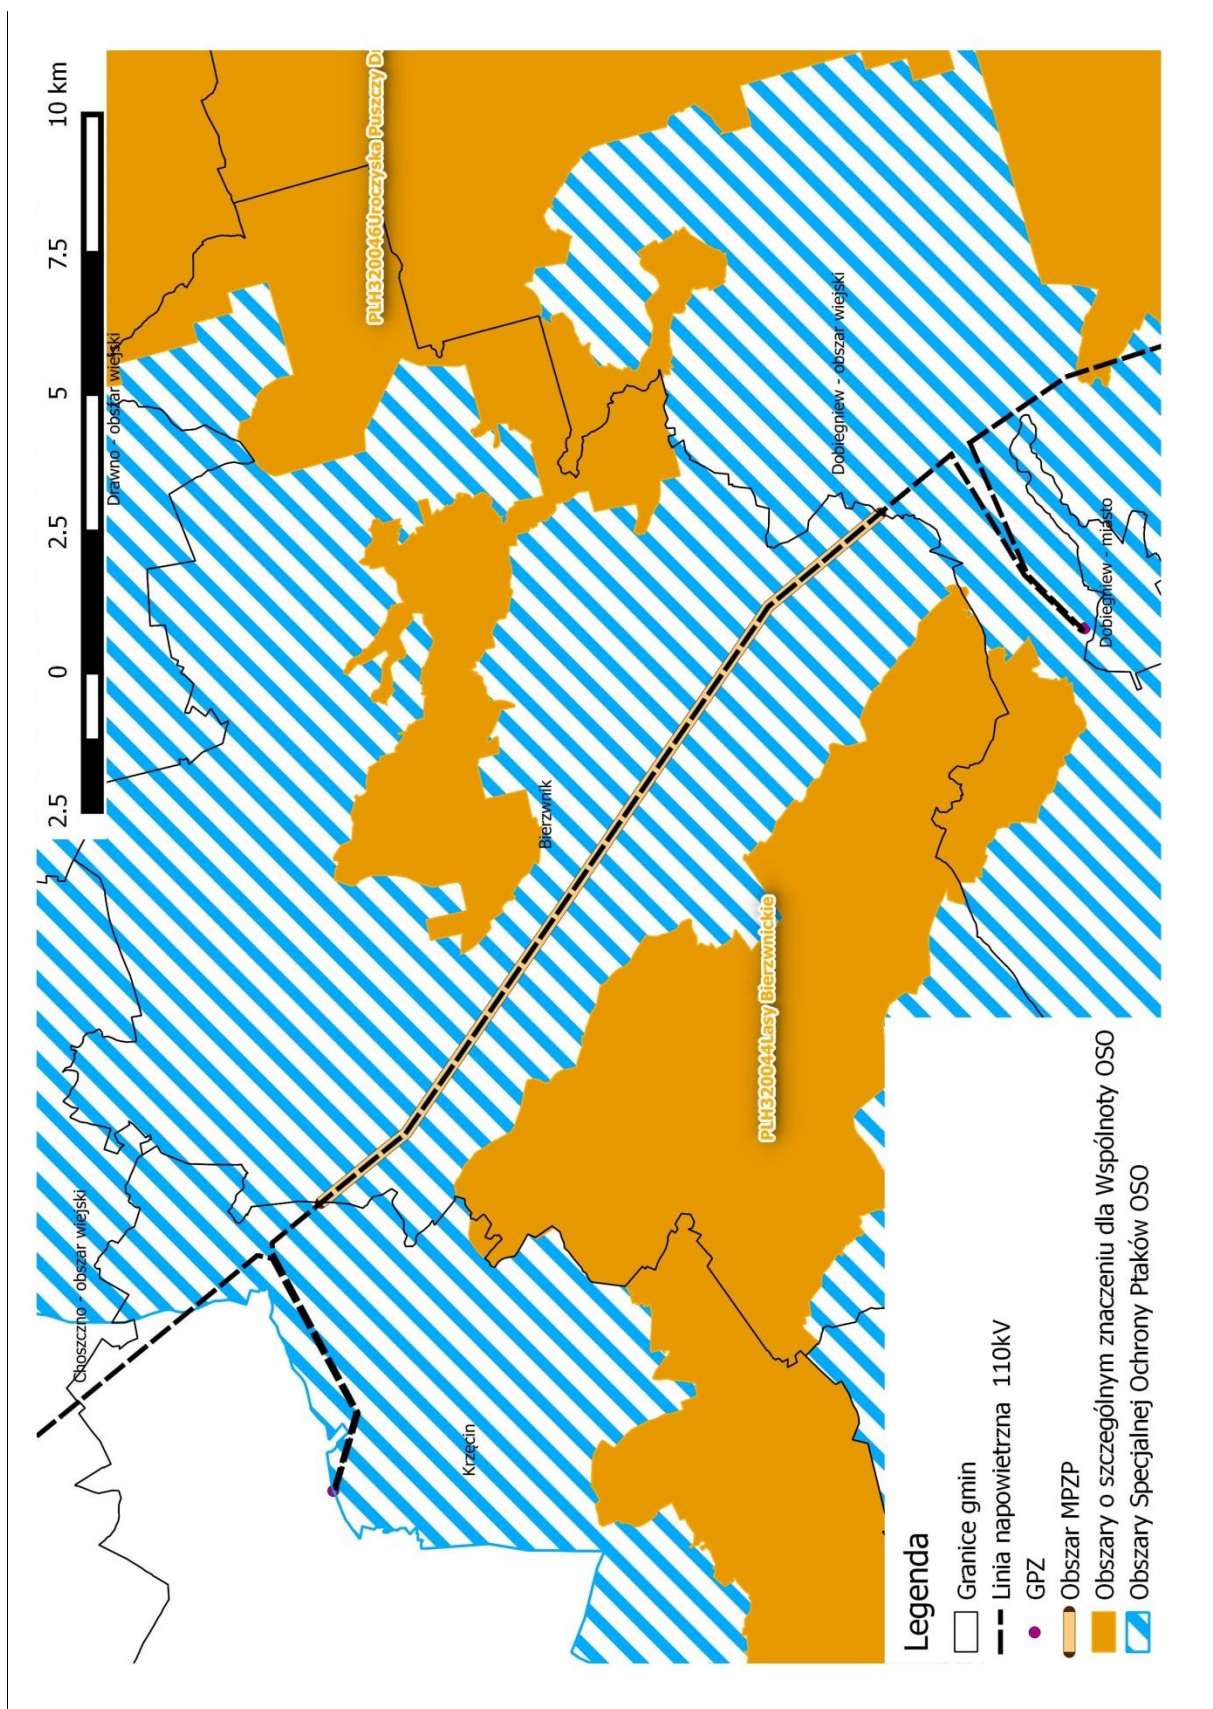 2.5 0 2.5 5 7.5 10 km
Choszczno - obszar wiejski
Drawno - obszar wiejski
PLH320046Uroczyska Puszczy D
Krzęcin
Bierzwnik
PLH320044Lasy Bierzwnickie
Dobiegniew - obszar wiejski
Dobiegniew - miasto
Legenda
Granice gmin
Linia napowietrzna 110kV
GPZ
Obszar MPZP
Obszary o szczególnym znaczeniu dla Wspólnoty OSO
Obszary Specjalnej Ochrony Ptaków OSO